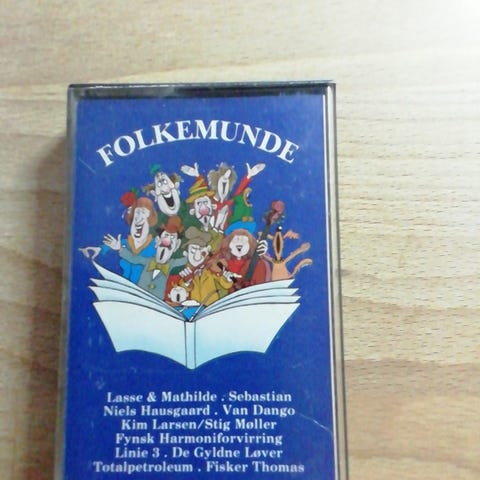 FOLKEMUNDE
Lasse & Mathilde . Sebastian
Niels Hausgaard . Van Dango
Kim Larsen/Stig Møller
Fynsk Harmoniforvirring
Linie 3 . De Gyldne Løver
Totalpetroleum . Fisker Thomas